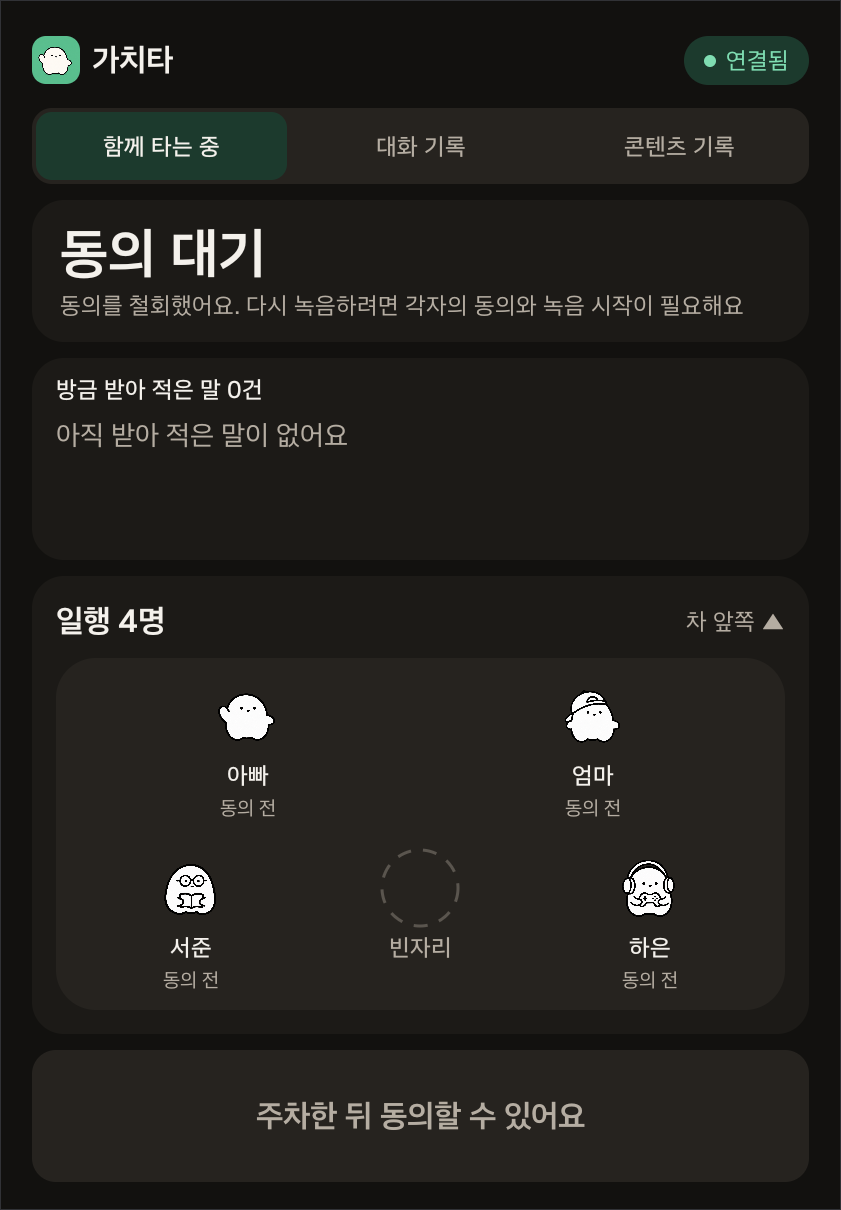 가치타
연결됨
함께 타는 중
대화 기록
콘텐츠 기록
동의 대기
동의를 철회했어요. 다시 녹음하려면 각자의 동의와 녹음 시작이 필요해요
방금 받아 적은 말 0건
아직 받아 적은 말이 없어요
일행 4명
차 앞쪽 ▲
아빠
동의 전
엄마
동의 전
서준
동의 전
빈자리
하은
동의 전
주차한 뒤 동의할 수 있어요